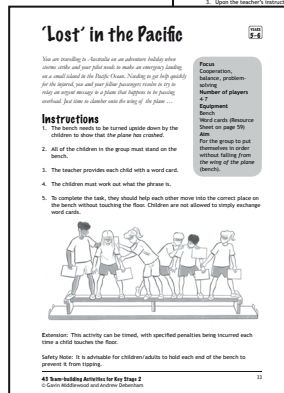 3. Upon the teacher's instruct
'Lost' in the Pacific
YEARS
5-6
You are travelling to Australia on an adventure holiday when
storms strike and your pilot needs to make an emergency landing
on a small island in the Pacific Ocean. Needing to get help quickly
for the injured, you and your fellow passengers resolve to try to
relay an urgent message to a plane that happens to be passing
overhead. Just time to clamber onto the wing of the plane ...
Focus
Cooperation,
balance, problem-
solving
Number of players
4-7
Equipment
Bench
Word cards (Resource
Sheet on page 59)
Aim
For the group to put
themselves in order
without falling from
the wing of the plane
(bench).
Instructions
1. The bench needs to be turned upside down by the
children to show that the plane has crashed.
2. All of the children in the group must stand on the
bench.
3. The teacher provides each child with a word card.
4. The children must work out what the phrase is.
5. To complete the task, they should help each other move into the correct place on
the bench without touching the floor. Children are not allowed to simply exchange
word cards.
Extension: This activity can be timed, with specified penalties being incurred each
time a child touches the floor.
Safety Note: It is advisable for children/adults to hold each end of the bench to
prevent it from tipping.
43 Team-building Activities for Key Stage 2
© Gavin Middlewood and Andrew Debenham
33